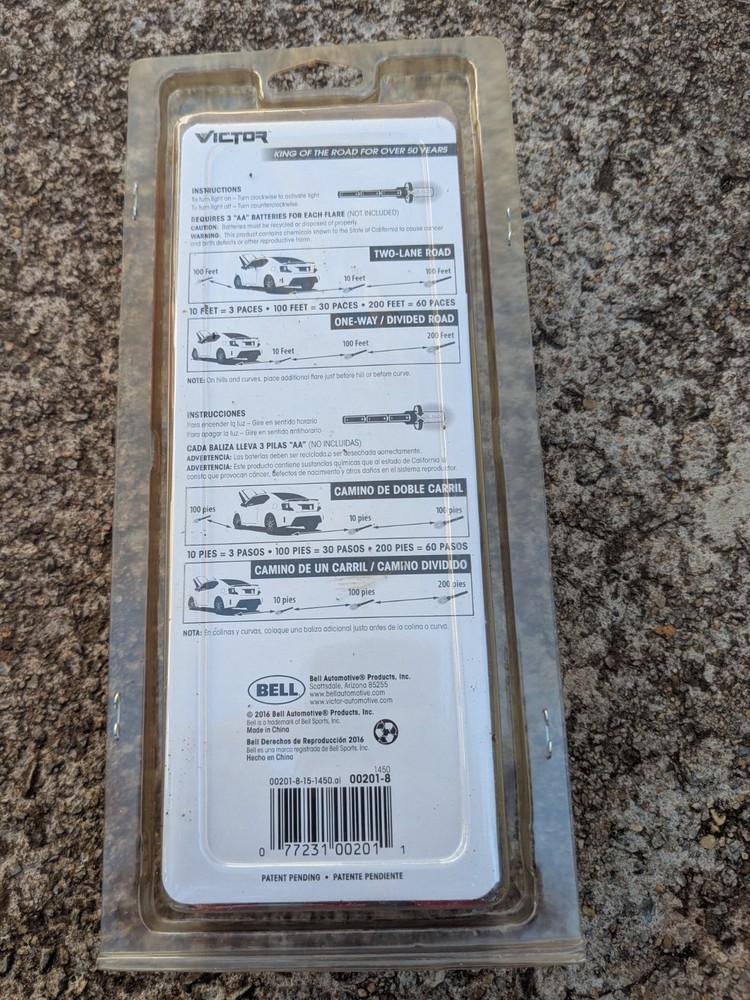 VICTOR
KING OF THE ROAD FOR OVER 50 YEARS
INSTRUCTIONS
To turn light on – Turn clockwise to activate light
To turn light off – Turn counterclockwise
REQUIRES 3 "AA" BATTERIES FOR EACH FLARE (NOT INCLUDED)
CAUTION: Batteries must be recycled or disposed of properly.
WARNING: This product contains chemicals known to the State of California to cause cancer
and birth defects or other reproductive harm.
TWO-LANE ROAD
100 Feet
10 Feet
100 Feet
10 FEET = 3 PACES • 100 FEET = 30 PACES • 200 FEET = 60 PACES
ONE-WAY / DIVIDED ROAD
10 Feet
100 Feet
200 Feet
NOTE: On hills and curves, place additional flare just before hill or before curve.
INSTRUCCIONES
Para encender la luz – Gire en sentido horario
Para apagar la luz – Gire en sentido antihorario
CADA BALIZA LLEVA 3 PILAS "AA" (NO INCLUIDAS)
ADVERTENCIA: Las baterías deben ser reciclada o ser desechada correctamente.
ADVERTENCIA: Este producto contiene sustancias químicas que al estado de California le
consta que provocan cáncer, defectos de nacimiento y otros daños en el sistema reproductor.
CAMINO DE DOBLE CARRIL
100 pies
10 pies
100 pies
10 PIES = 3 PASOS • 100 PIES = 30 PASOS • 200 PIES = 60 PASOS
CAMINO DE UN CARRIL / CAMINO DIVIDIDO
10 pies
100 pies
200 pies
NOTA: En colinas y curvas, coloque una baliza adicional justo antes de la colina o curva.
BELL
Bell Automotive® Products, Inc.
Scottsdale, Arizona 85255
www.bellautomotive.com
www.victor-automotive.com
© 2016 Bell Automotive® Products, Inc.
Bell is a trademark of Bell Sports, Inc.
Made in China
Bell Derechos de Reproducción 2016
Bell es una marca registrada de Bell Sports, Inc.
Hecho en China
1450
00201-8-15-1450.ai 00201-8
0 77231 00201 1
PATENT PENDING • PATENTE PENDIENTE